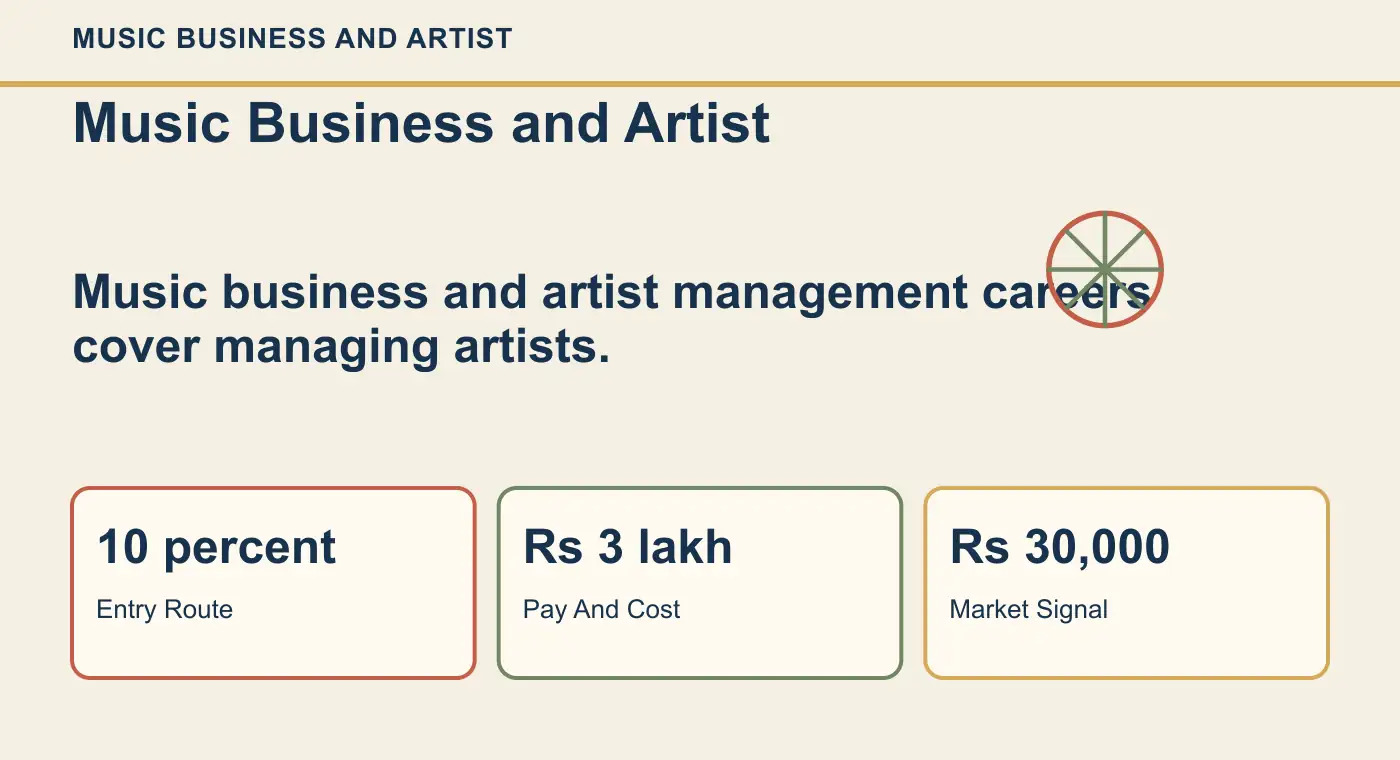 MUSIC BUSINESS AND ARTIST
Music Business and Artist
Music business and artist management careers
cover managing artists.
10 percent
Entry Route
Rs 3 lakh
Pay And Cost
Rs 30,000
Market Signal